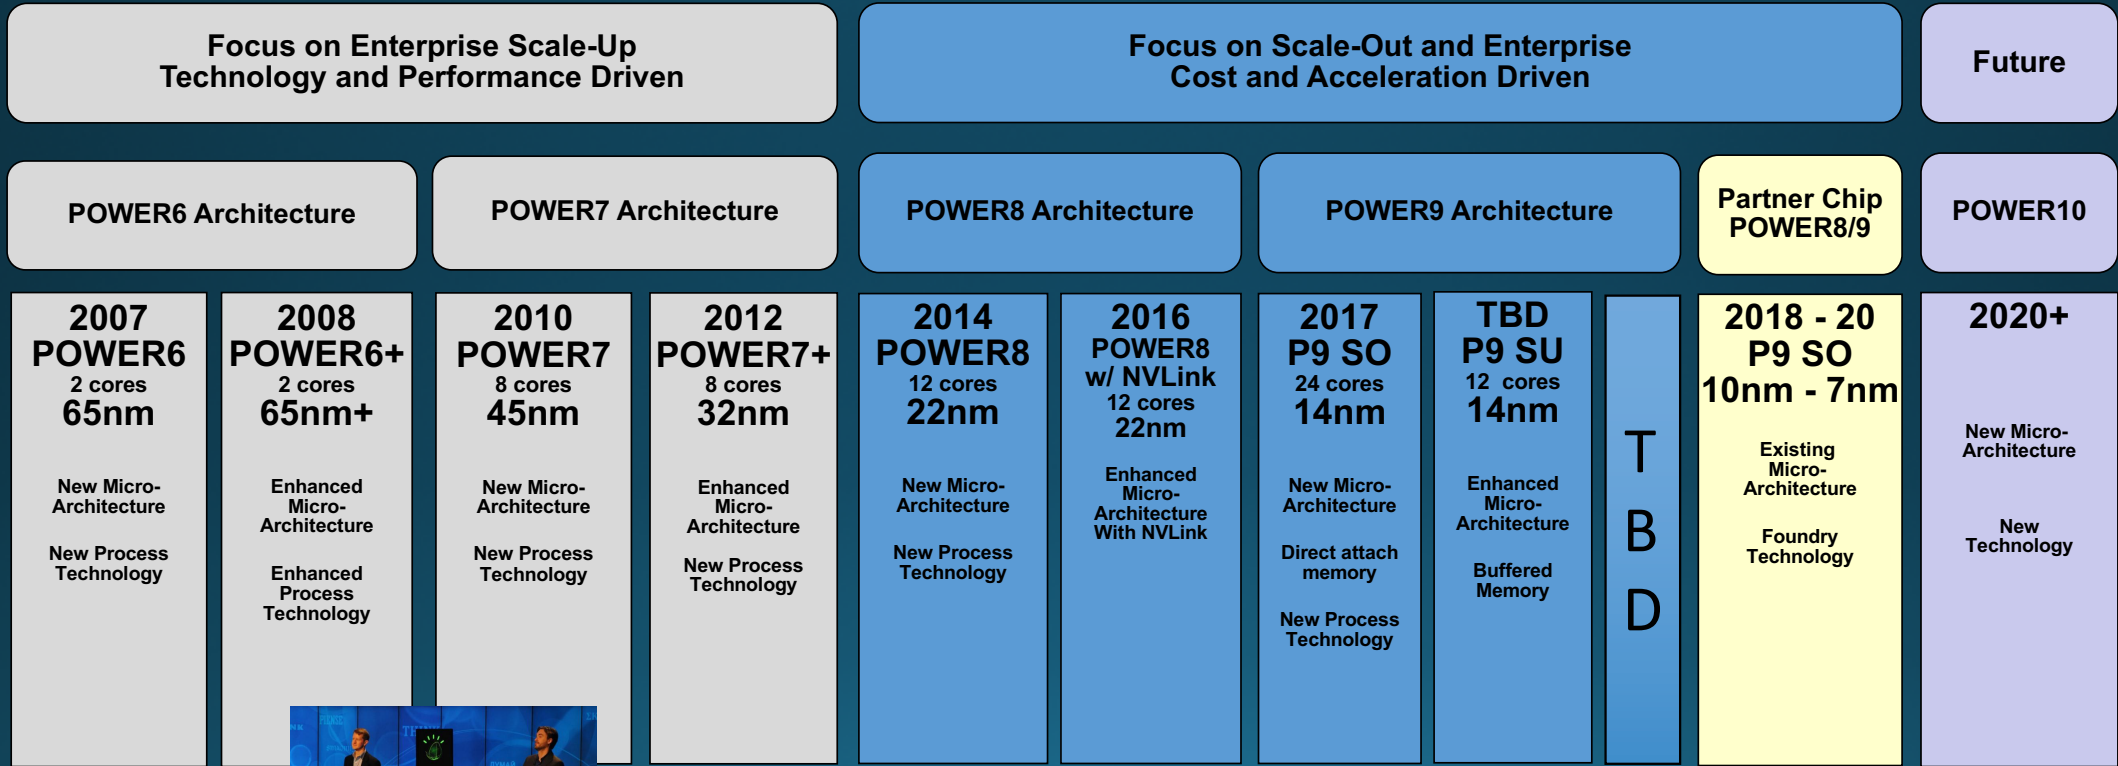 Focus on Enterprise Scale-Up
Technology and Performance Driven
Focus on Scale-Out and Enterprise
Cost and Acceleration Driven
Future
POWER6 Architecture
POWER7 Architecture
POWER8 Architecture
POWER9 Architecture
Partner Chip
POWER8/9
POWER10
2007
POWER6
2 cores
65nm
New Micro-
Architecture
New Process
Technology
2008
POWER6+
2 cores
65nm+
Enhanced
Micro-
Architecture
Enhanced
Process
Technology
2010
POWER7
8 cores
45nm
New Micro-
Architecture
New Process
Technology
2012
POWER7+
8 cores
32nm
Enhanced
Micro-
Architecture
New Process
Technology
2014
POWER8
12 cores
22nm
New Micro-
Architecture
New Process
Technology
2016
POWER8
w/ NVLink
12 cores
22nm
Enhanced
Micro-
Architecture
With NVLink
2017
P9 SO
24 cores
14nm
New Micro-
Architecture
Direct attach
memory
New Process
Technology
TBD
P9 SU
12 cores
14nm
Enhanced
Micro-
Architecture
Buffered
Memory
T
B
D
2018 - 20
P9 SO
10nm - 7nm
Existing
Micro-
Architecture
Foundry
Technology
2020+
New Micro-
Architecture
New
Technology